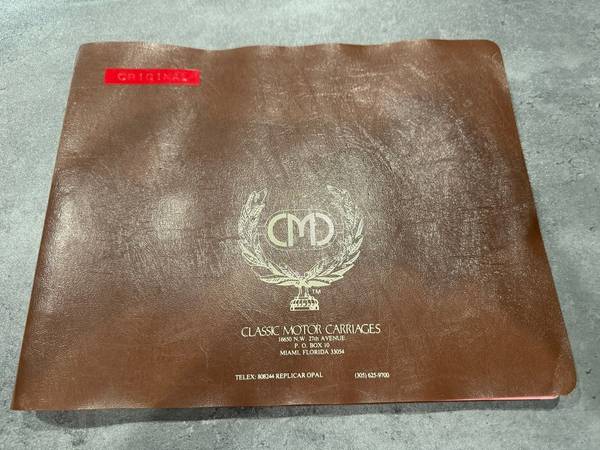 ORIGINAL
CMC
TM
CLASSIC MOTOR CARRIAGES
16650 N.W. 27th AVENUE
P. O. BOX 10
MIAMI, FLORIDA 33054
TELEX: 808244 REPLICAR OPAL (305) 625-9700